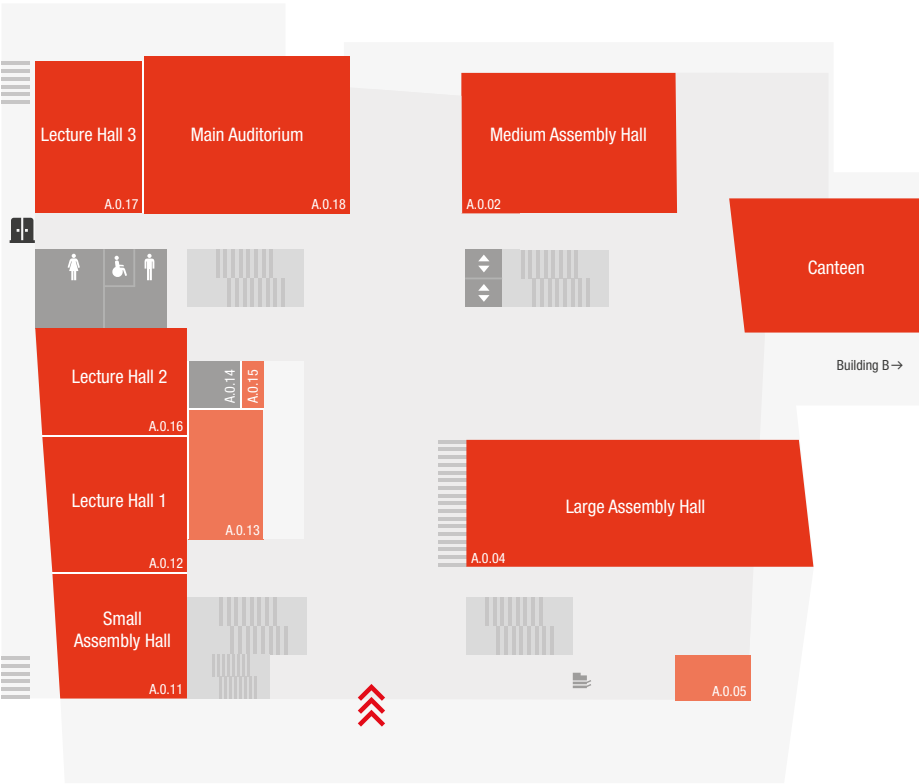 Lecture Hall 3
A.0.17
Main Auditorium
A.0.18
Medium Assembly Hall
A.0.02
Canteen
Building B→
Lecture Hall 2
A.0.16
A.0.14
A.0.15
A.0.13
Lecture Hall 1
A.0.12
Large Assembly Hall
A.0.04
Small
Assembly Hall
A.0.11
A.0.05